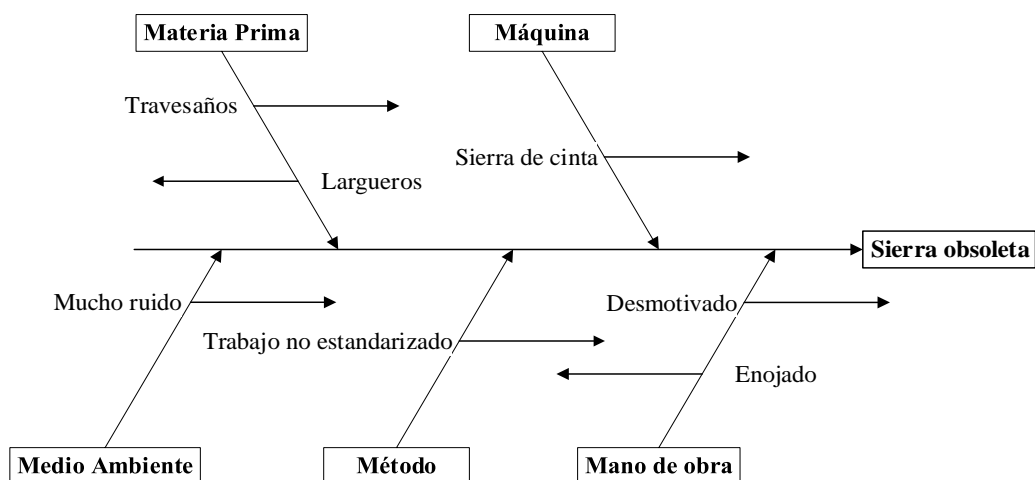 Materia Prima
Máquina
Travesaños
Sierra de cinta
Largueros
Sierra obsoleta
Mucho ruido
Desmotivado
Trabajo no estandarizado
Enojado
Medio Ambiente
Método
Mano de obra